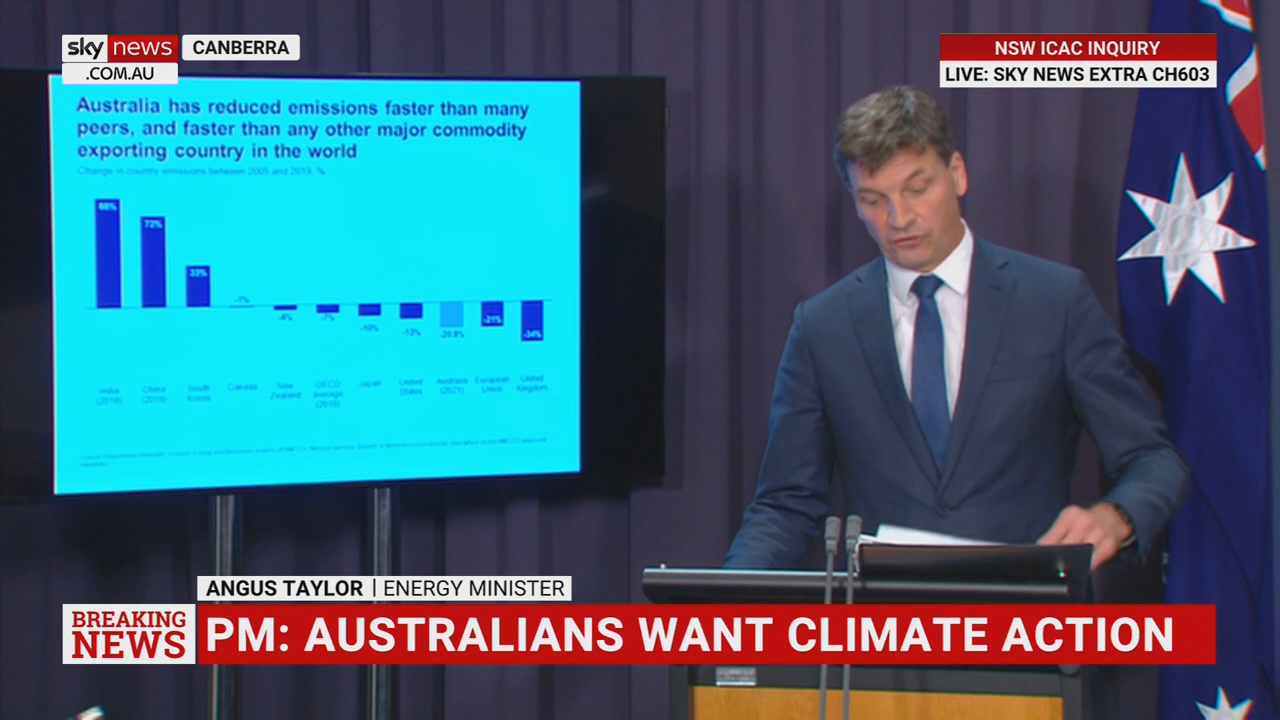 sky news
.COM.AU
CANBERRA
NSW ICAC INQUIRY
LIVE: SKY NEWS EXTRA CH603
Australia has reduced emissions faster than many
peers, and faster than any other major commodity
exporting country in the world
Change in country emissions between 2005 and 2019, %
72%
33%
-1%
-4%
-7%
-10%
-13%
-20.8%
-21%
-34%
India
(2016)
China
South
Korea
Canada
New
Zealand
OECD
average
Japan
United
States
Australia
(2021)
European
Union
United
Kingdom
ANGUS TAYLOR | ENERGY MINISTER
BREAKING
NEWS
PM: AUSTRALIANS WANT CLIMATE ACTION